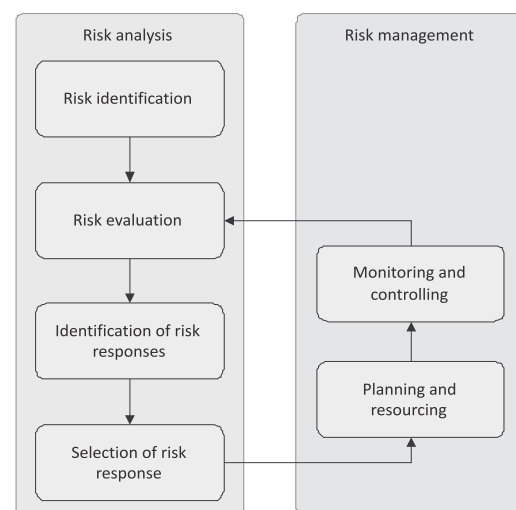 Risk analysis
Risk identification
Risk evaluation
Identification of risk
responses
Selection of risk
response
Risk management
Monitoring and
controlling
Planning and
resourcing